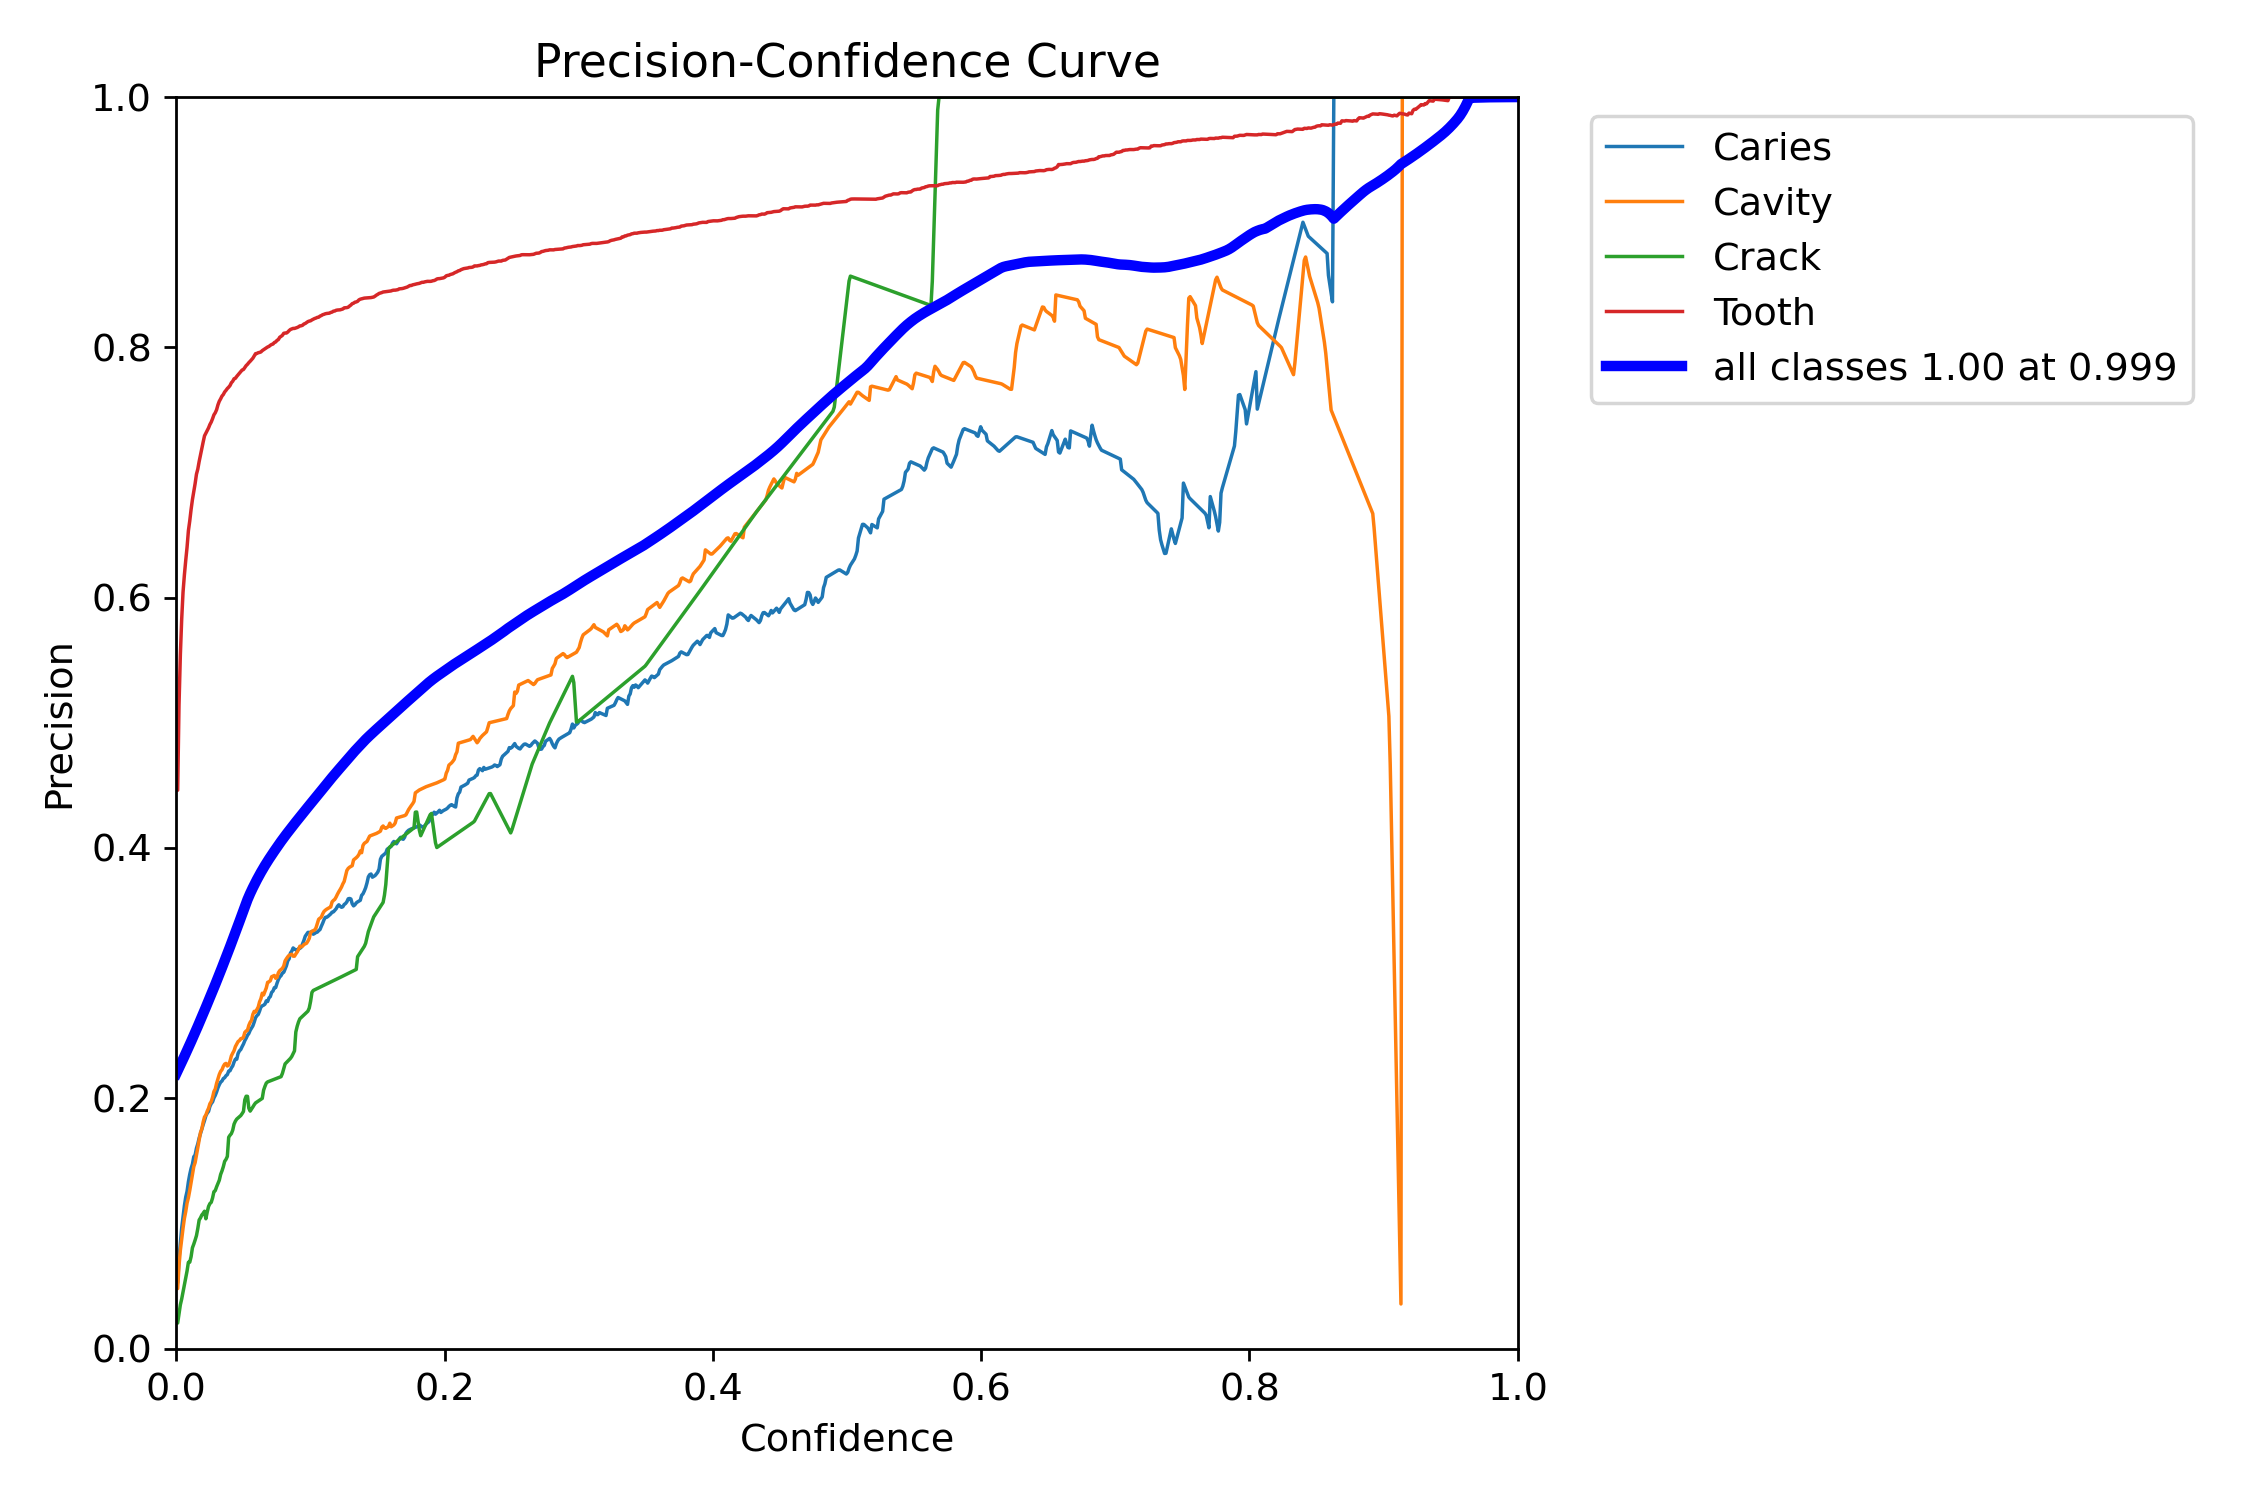 Precision-Confidence Curve
1.0
0.8
0.6
0.4
0.2
0.0
Precision
0.0 0.2 0.4 0.6 0.8 1.0
Confidence
Caries
Cavity
Crack
Tooth
all classes 1.00 at 0.999